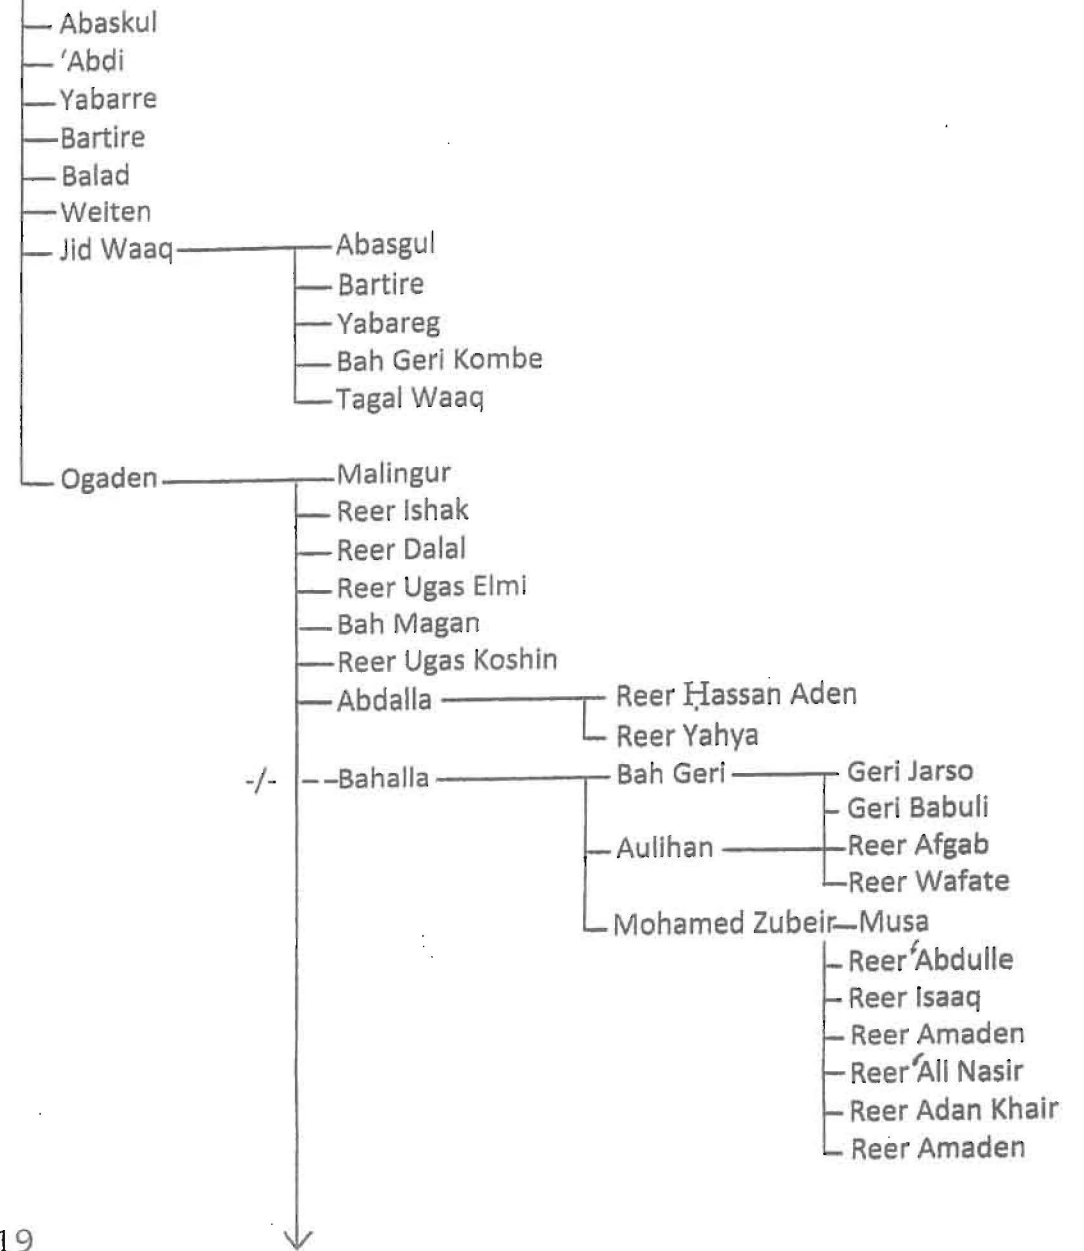 Abaskul
‘Abdi
Yabarre
Bartire
Balad
Weiten
Jid Waaq Abasgul
Bartire
Yabareg
Bah Geri Kombe
Tagal Waaq
Ogaden Malingur
Reer Ishak
Reer Dalal
Reer Ugas Elmi
Bah Magan
Reer Ugas Koshin
Abdalla Reer Ḥassan Aden
Reer Yahya
-/- Bahalla Bah Geri Geri Jarso
Geri Babuli
Aulihan Reer Afgab
Reer Wafate
Mohamed Zubeir Musa
Reer ‘Abdulle
Reer Isaaq
Reer Amaden
Reer ‘Ali Nasir
Reer Adan Khair
Reer Amaden
19